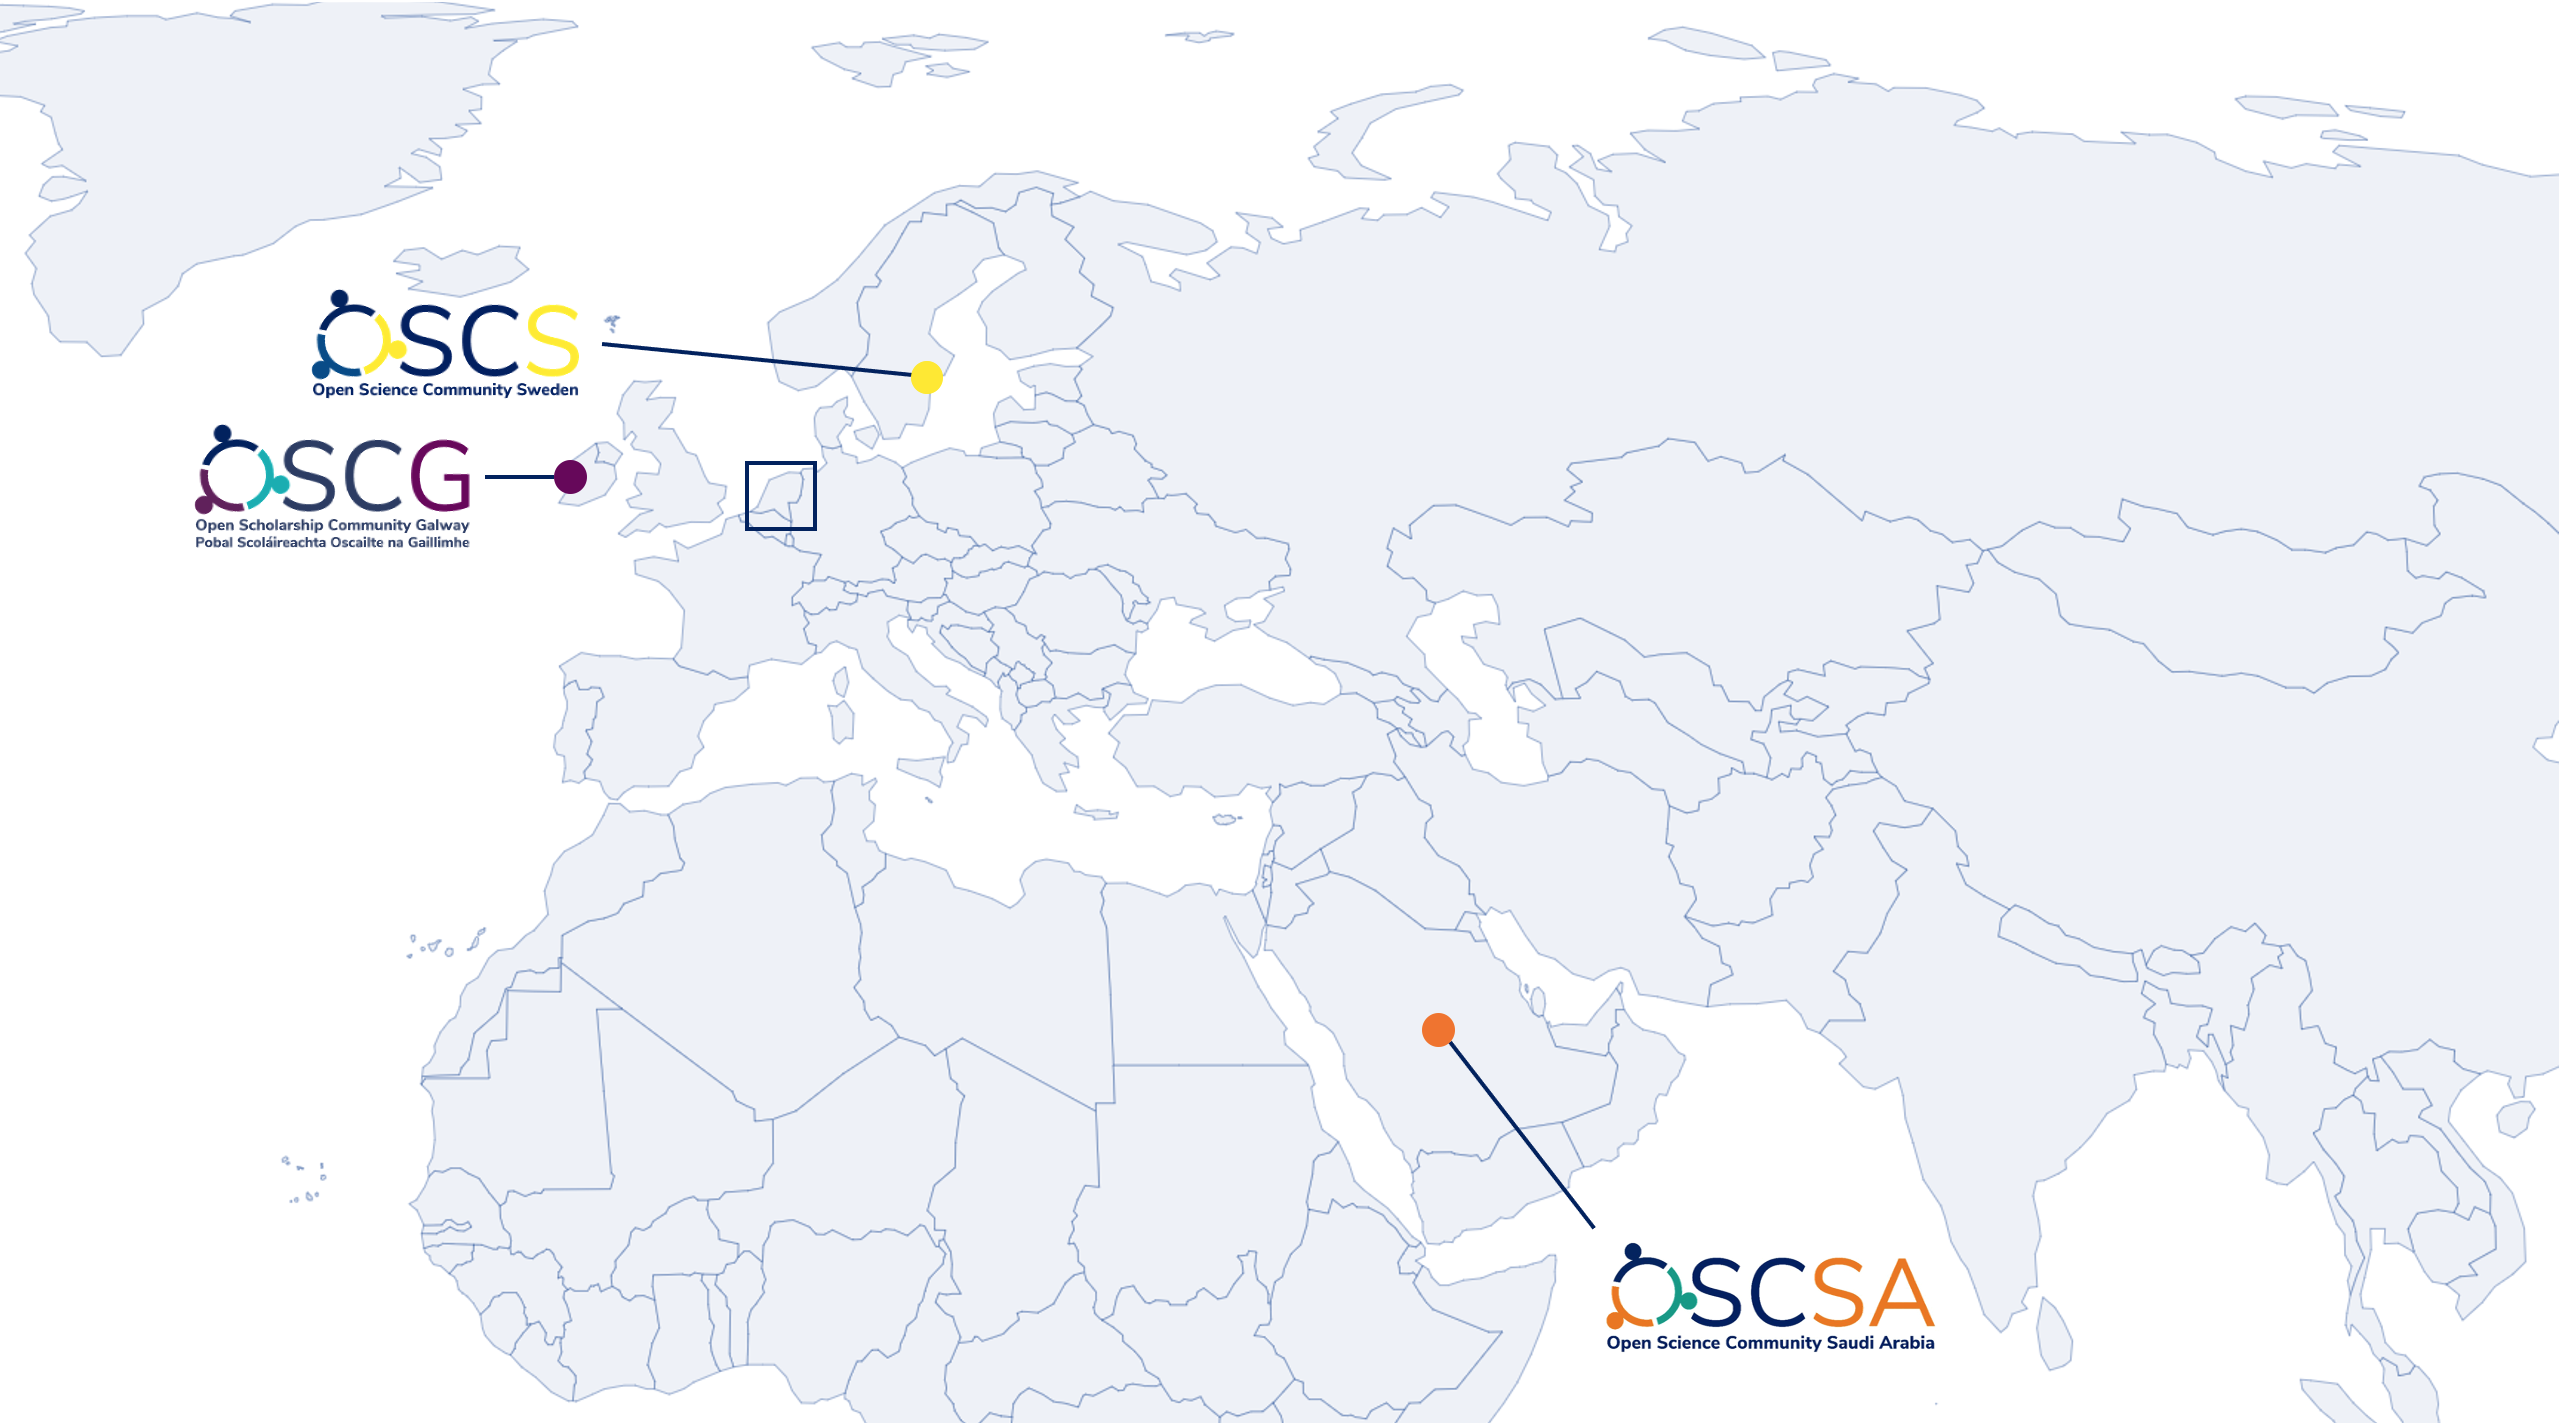 OSCS
Open Science Community Sweden
OSCG
Open Scholarship Community Galway
Pobal Scoláireachta Oscailte na Gaillimhe
OSCSA
Open Science Community Saudi Arabia